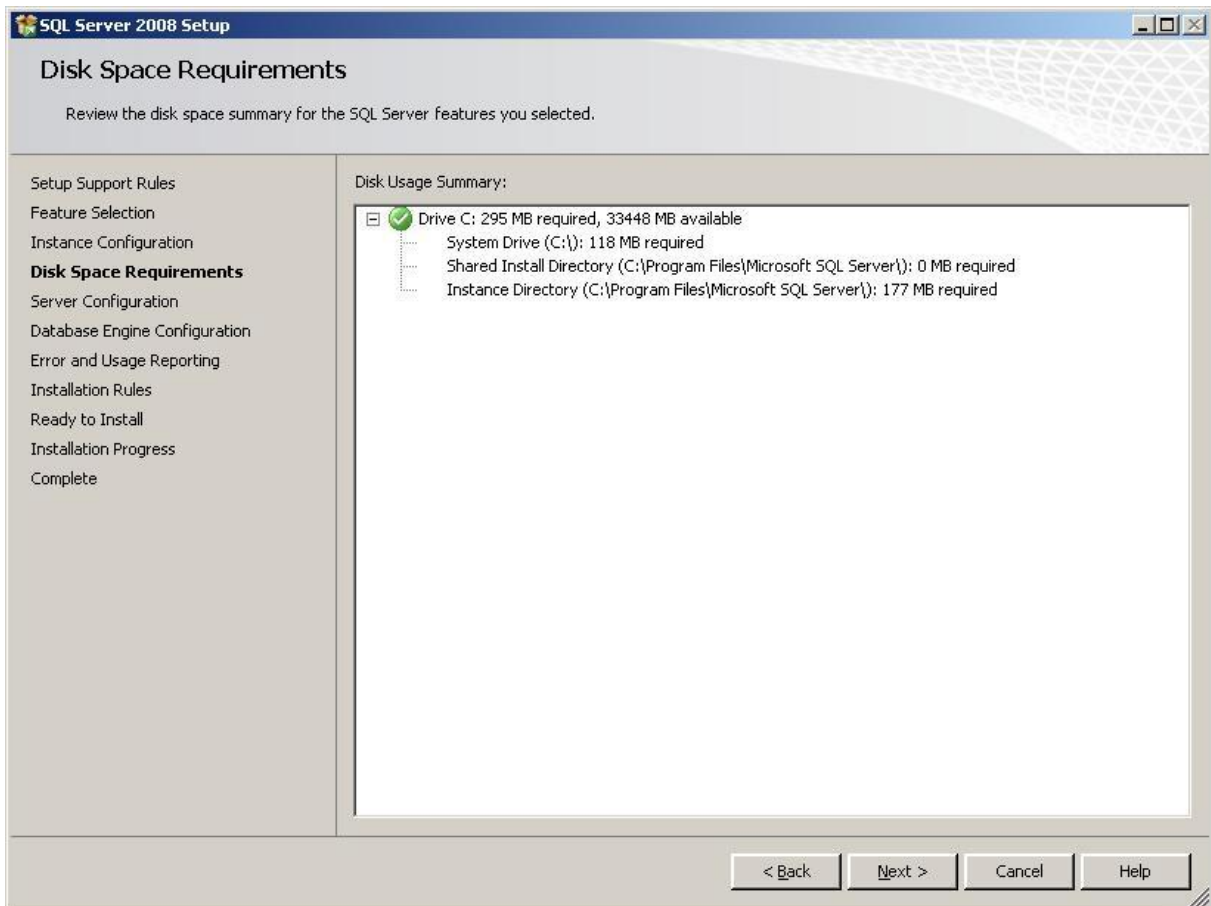 SQL Server 2008 Setup
Disk Space Requirements
Review the disk space summary for the SQL Server features you selected.
Setup Support Rules
Feature Selection
Instance Configuration
Disk Space Requirements
Server Configuration
Database Engine Configuration
Error and Usage Reporting
Installation Rules
Ready to Install
Installation Progress
Complete
Disk Usage Summary:
Drive C: 295 MB required, 33448 MB available
System Drive (C:\): 118 MB required
Shared Install Directory (C:\Program Files\Microsoft SQL Server\): 0 MB required
Instance Directory (C:\Program Files\Microsoft SQL Server\): 177 MB required
< Back
Next >
Cancel
Help